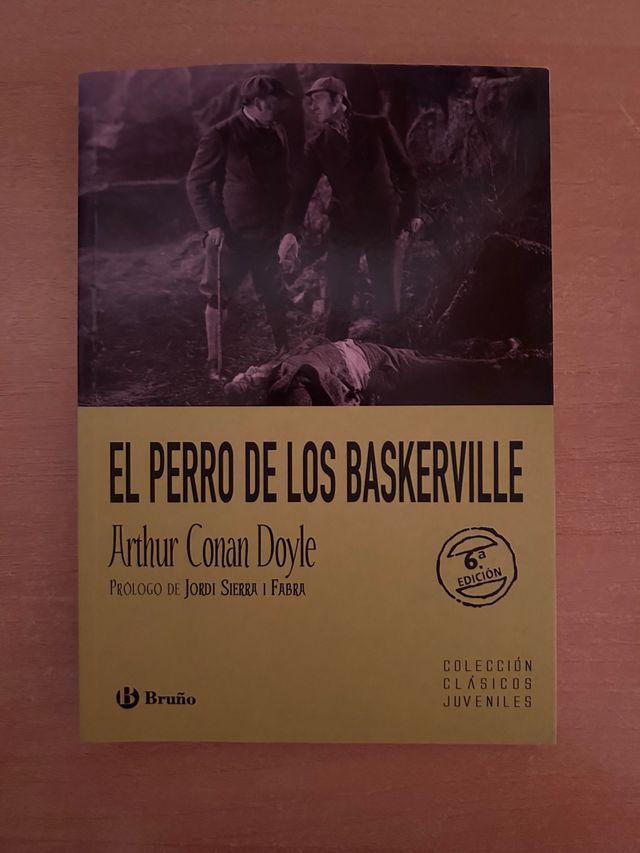 EL PERRO DE LOS BASKERVILLE
Arthur Conan Doyle
PRÓLOGO DE JORDI SIERRA I FABRA
6.ª
EDICIÓN
COLECCIÓN
CLÁSICOS
JUVENILES
B Bruño